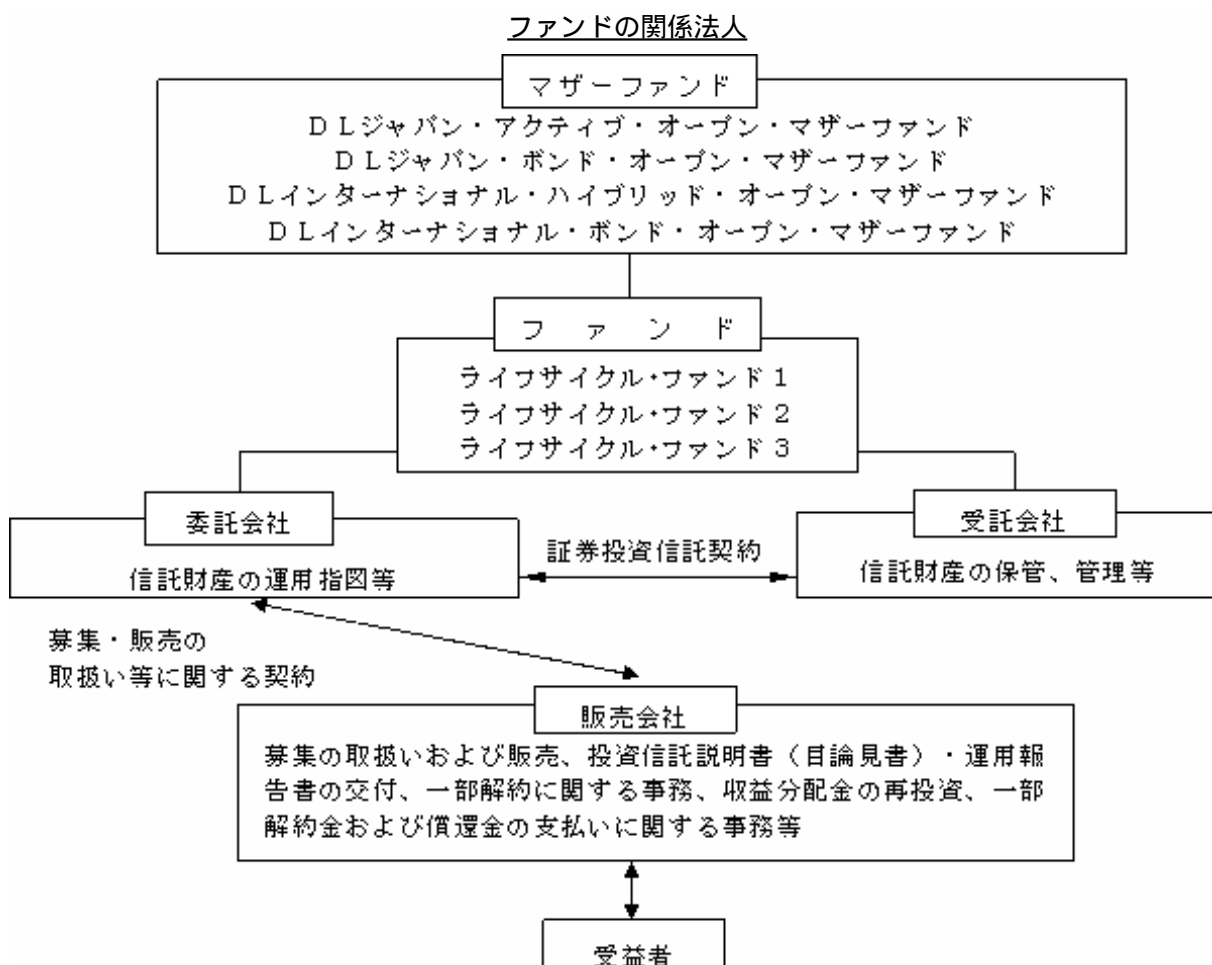 ファンドの関係法人
マザーファンド
DLジャパン・アクティブ・オープン・マザーファンド
DLジャパン・ボンド・オープン・マザーファンド
DLインターナショナル・ハイブリッド・オープン・マザーファンド
DLインターナショナル・ボンド・オープン・マザーファンド
ファンド
ライフサイクル・ファンド1
ライフサイクル・ファンド2
ライフサイクル・ファンド3
委託会社
信託財産の運用指図等
証券投資信託契約
受託会社
信託財産の保管、管理等
募集・販売の
取扱い等に関する契約
販売会社
募集の取扱いおよび販売、投資信託説明書（目論見書）・運用報
告書の交付、一部解約に関する事務、収益分配金の再投資、一部
解約金および償還金の支払いに関する事務等
受益者